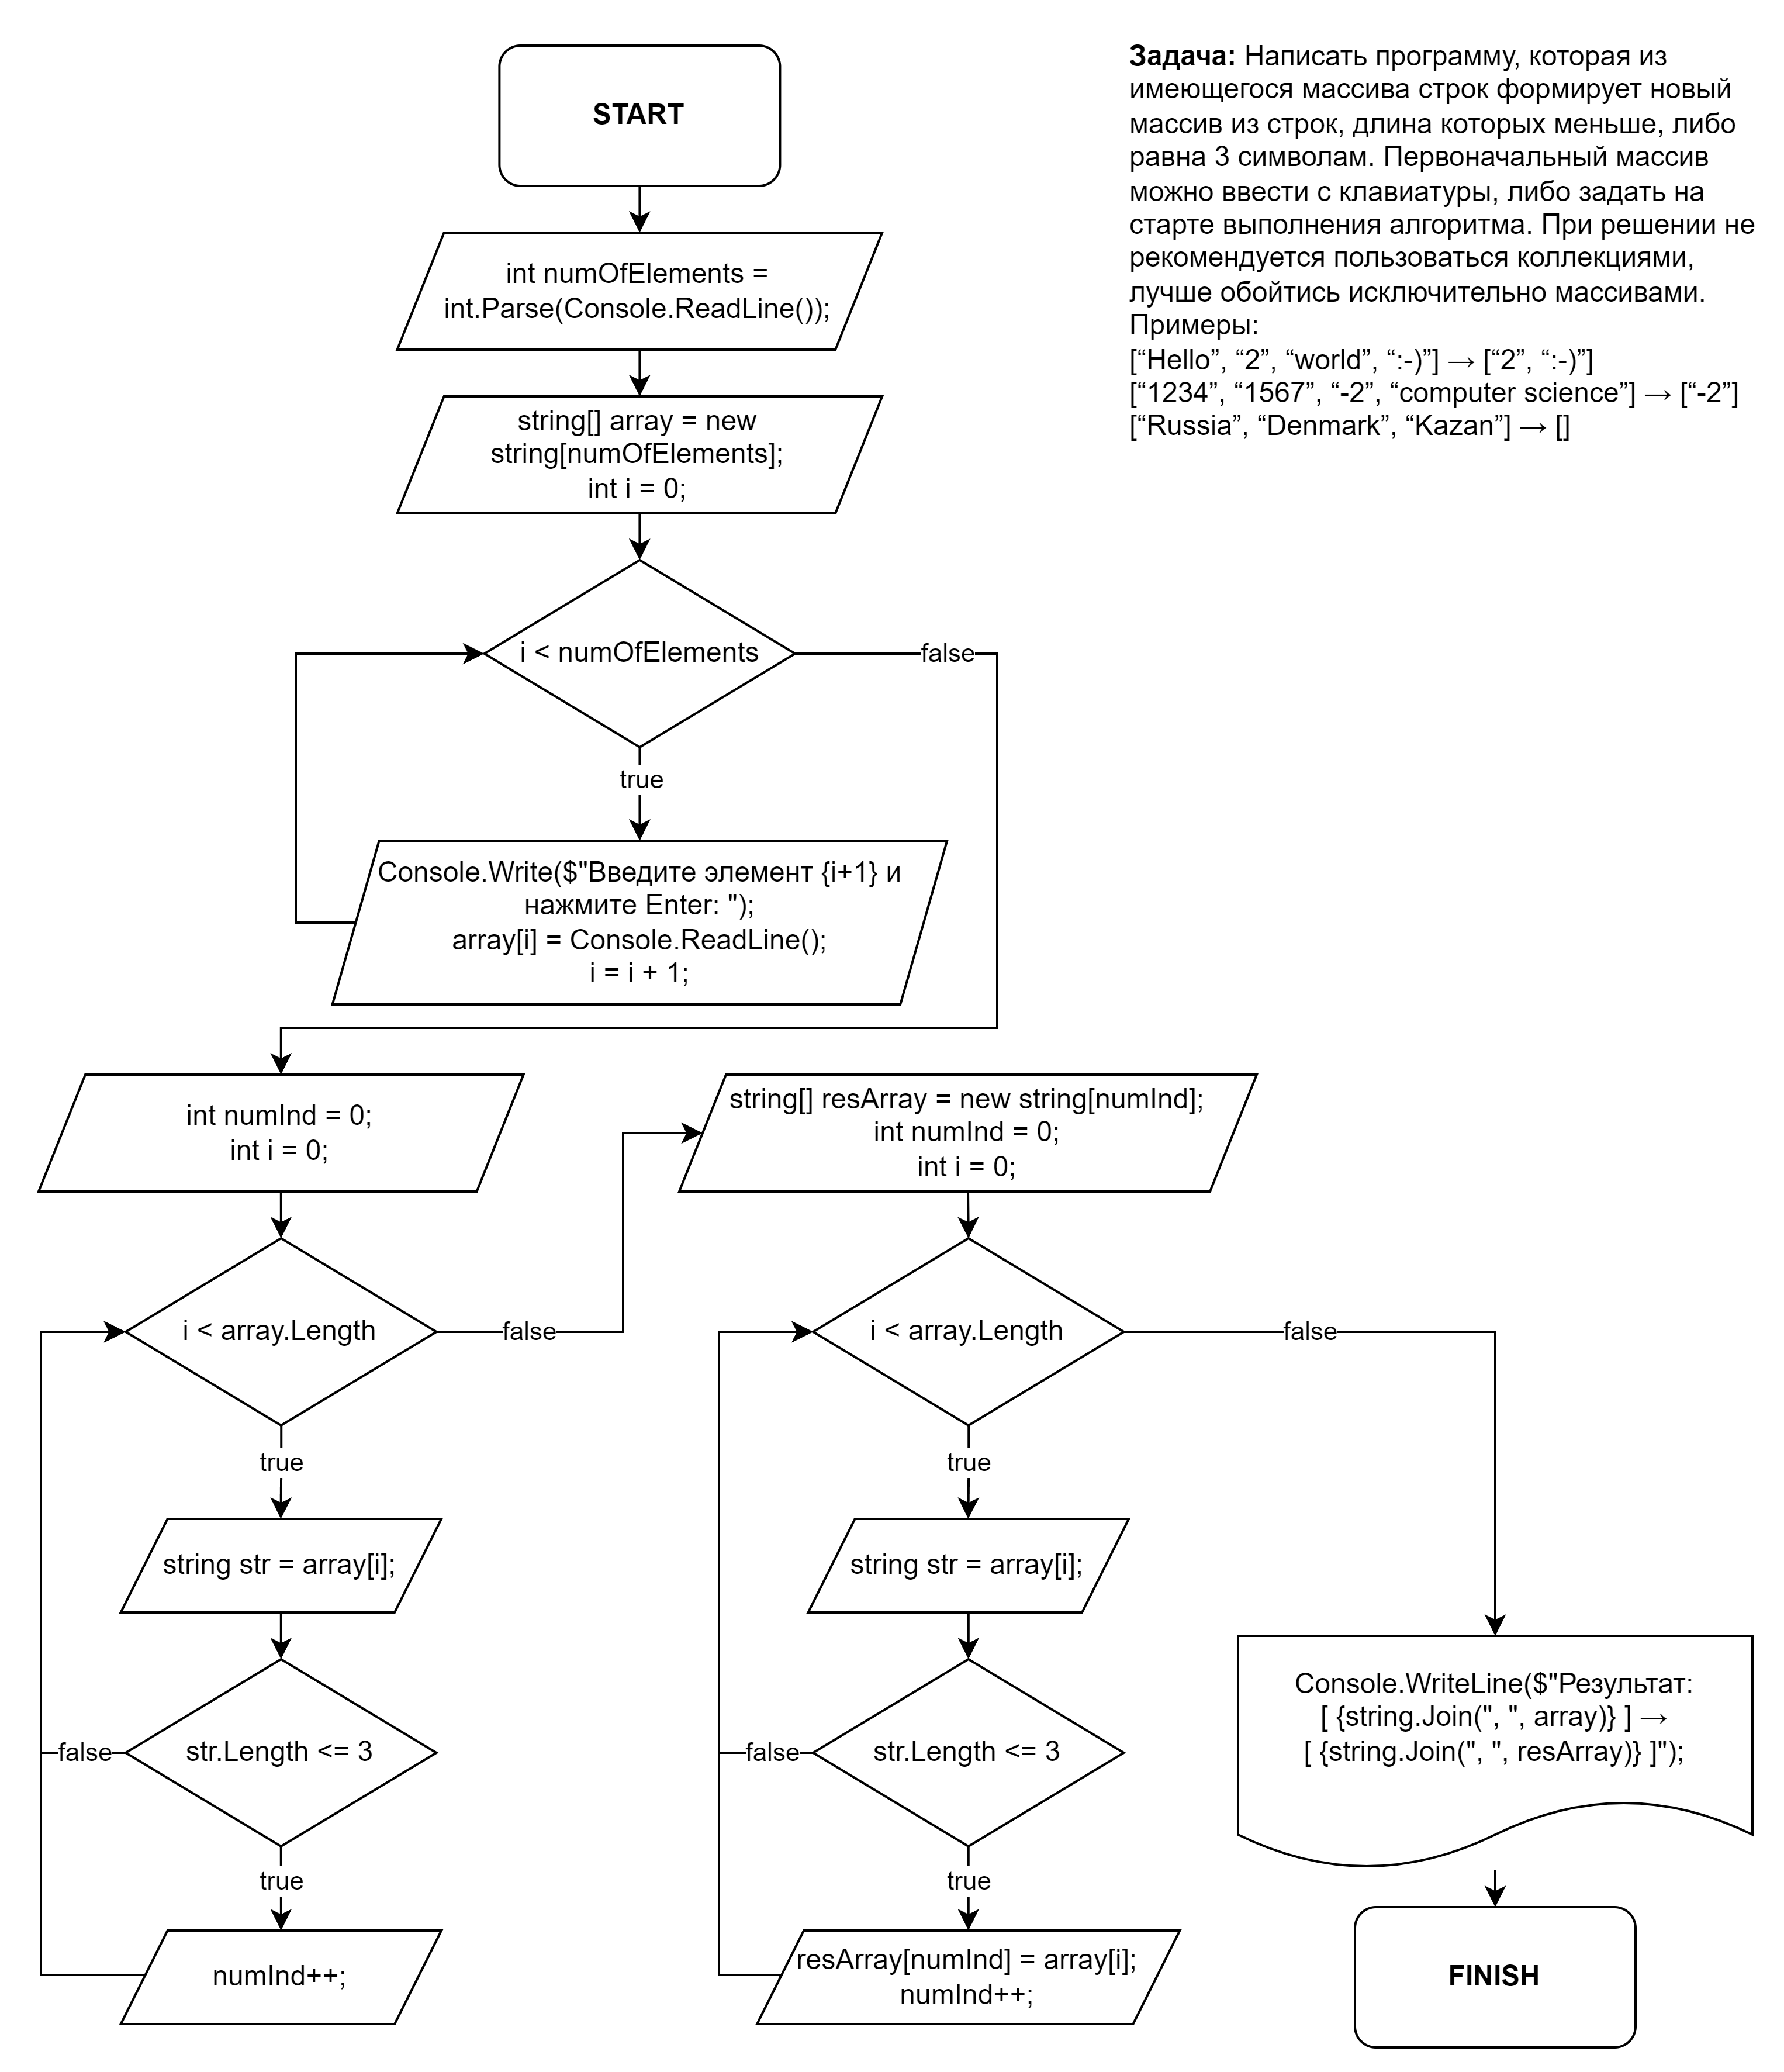 START
Задача: Написать программу, которая из
имеющегося массива строк формирует новый
массив из строк, длина которых меньше, либо
равна 3 символам. Первоначальный массив
можно ввести с клавиатуры, либо задать на
старте выполнения алгоритма. При решении не
рекомендуется пользоваться коллекциями,
лучше обойтись исключительно массивами.
Примеры:
[“Hello”, “2”, “world”, “:-)”] → [“2”, “:-)”]
[“1234”, “1567”, “-2”, “computer science”] → [“-2”]
[“Russia”, “Denmark”, “Kazan”] → []
int numOfElements =
int.Parse(Console.ReadLine());
string[] array = new
string[numOfElements];
int i = 0;
i < numOfElements
false
true
Console.Write($"Введите элемент {i+1} и
нажмите Enter: ");
array[i] = Console.ReadLine();
i = i + 1;
int numInd = 0;
int i = 0;
i < array.Length
false
true
string str = array[i];
str.Length <= 3
false
true
numInd++;
string[] resArray = new string[numInd];
int numInd = 0;
int i = 0;
i < array.Length
false
true
string str = array[i];
str.Length <= 3
false
true
resArray[numInd] = array[i];
numInd++;
Console.WriteLine($"Результат:
[ {string.Join(", ", array)} ] →
[ {string.Join(", ", resArray)} ]");
FINISH